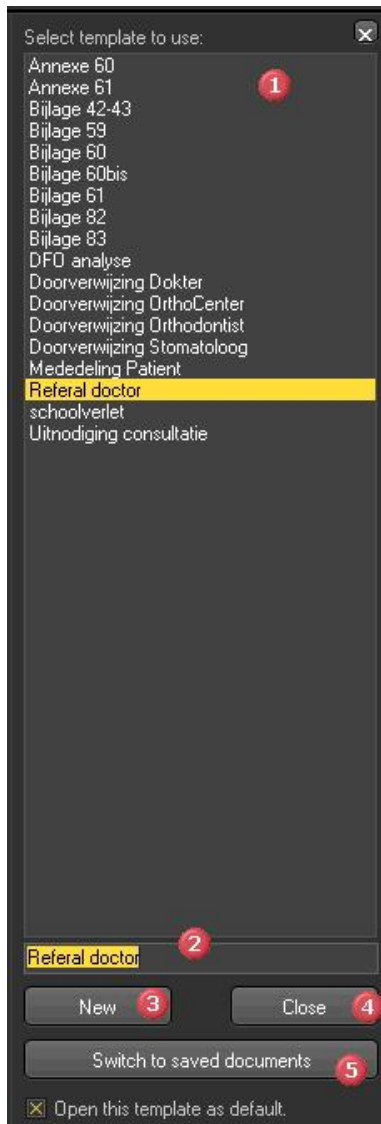 Select template to use:
Annexe 60
Annexe 61
1
Bijlage 42-43
Bijlage 59
Bijlage 60
Bijlage 60bis
Bijlage 61
Bijlage 82
Bijlage 83
DFO analyse
Doorverwijzing Dokter
Doorverwijzing OrthoCenter
Doorverwijzing Orthodontist
Doorverwijzing Stomatoloog
Mededeling Patient
Referal doctor
schoolverlet
Uitnodiging consultatie
2
Referal doctor
New 3 Close 4
Switch to saved documents 5
Open this template as default.